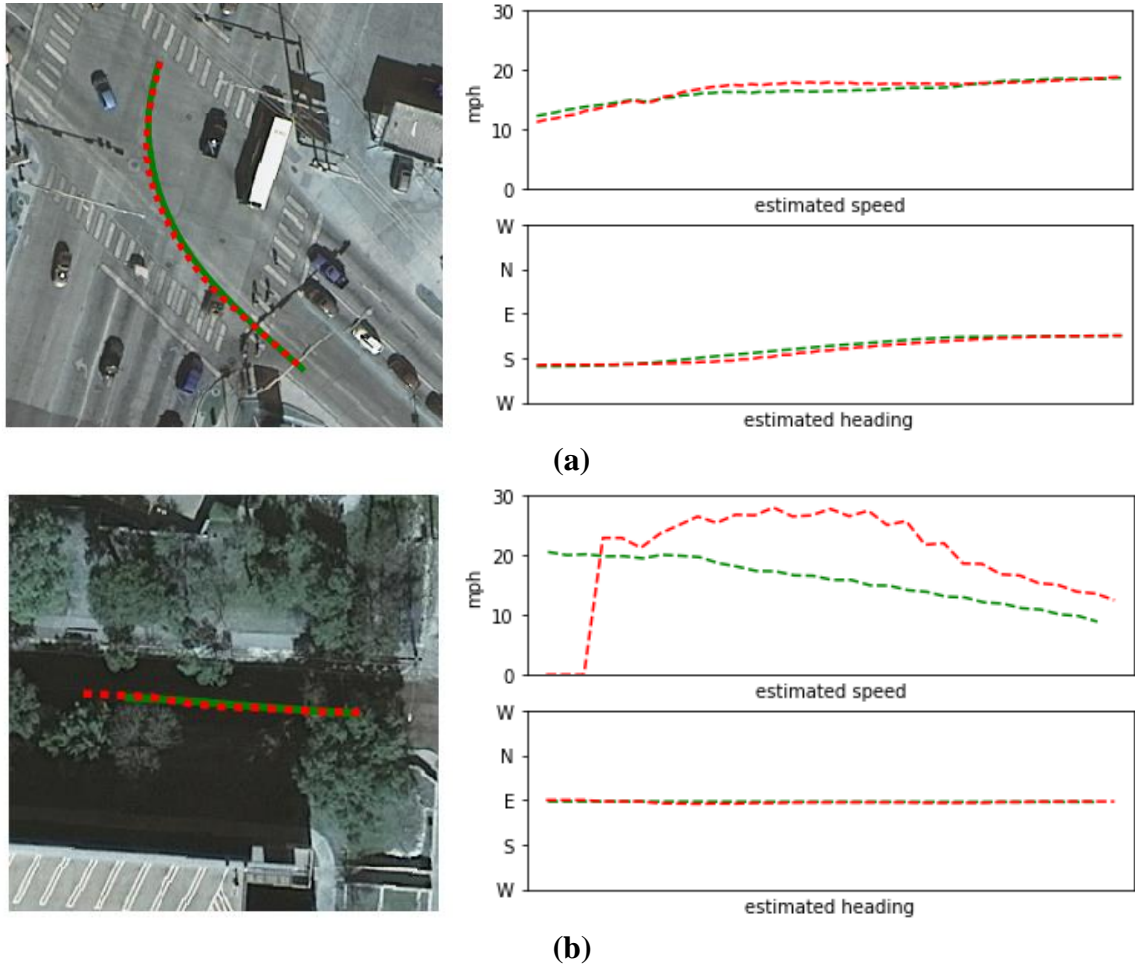 30
20
mph
10
0
estimated speed
W
N
E
S
W
estimated heading
(a)
30
20
mph
10
0
estimated speed
W
N
E
S
W
estimated heading
(b)